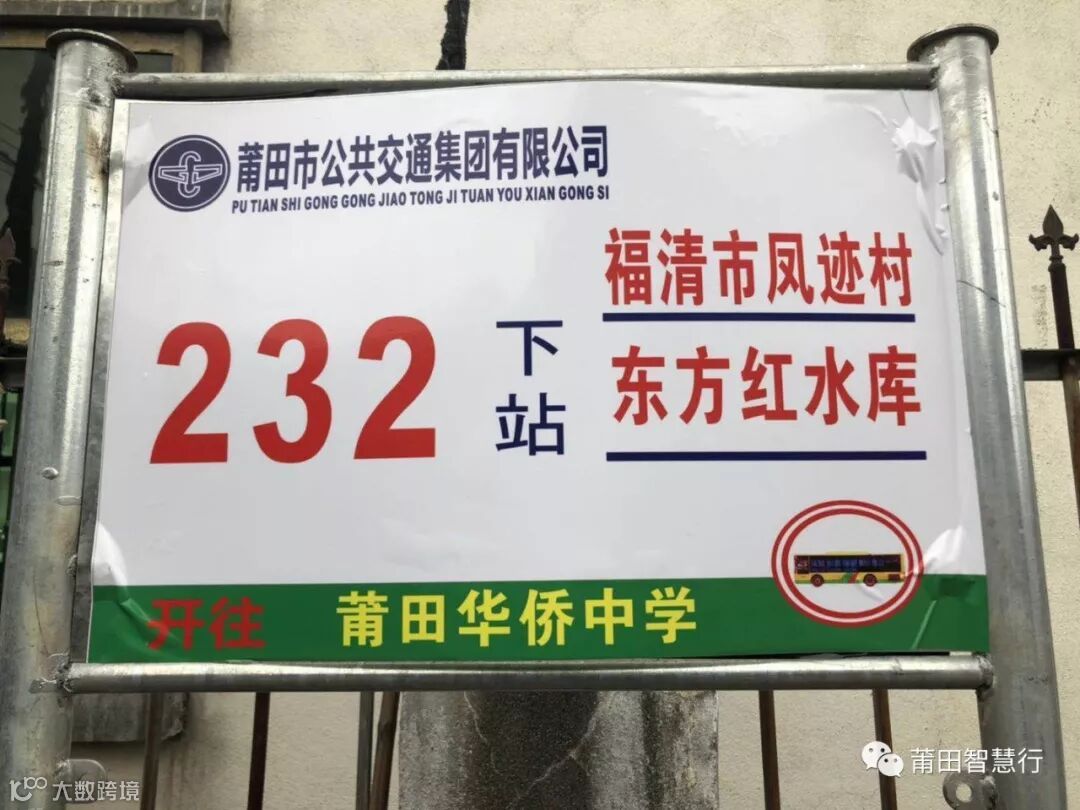 莆田市公共交通集团有限公司
PU TIAN SHI GONG GONG JIAO TONG JI TUAN YOU XIAN GONG SI
232
下站
福清市凤迹村
东方红水库
开往 莆田华侨中学
莆田智慧行
大数跨境